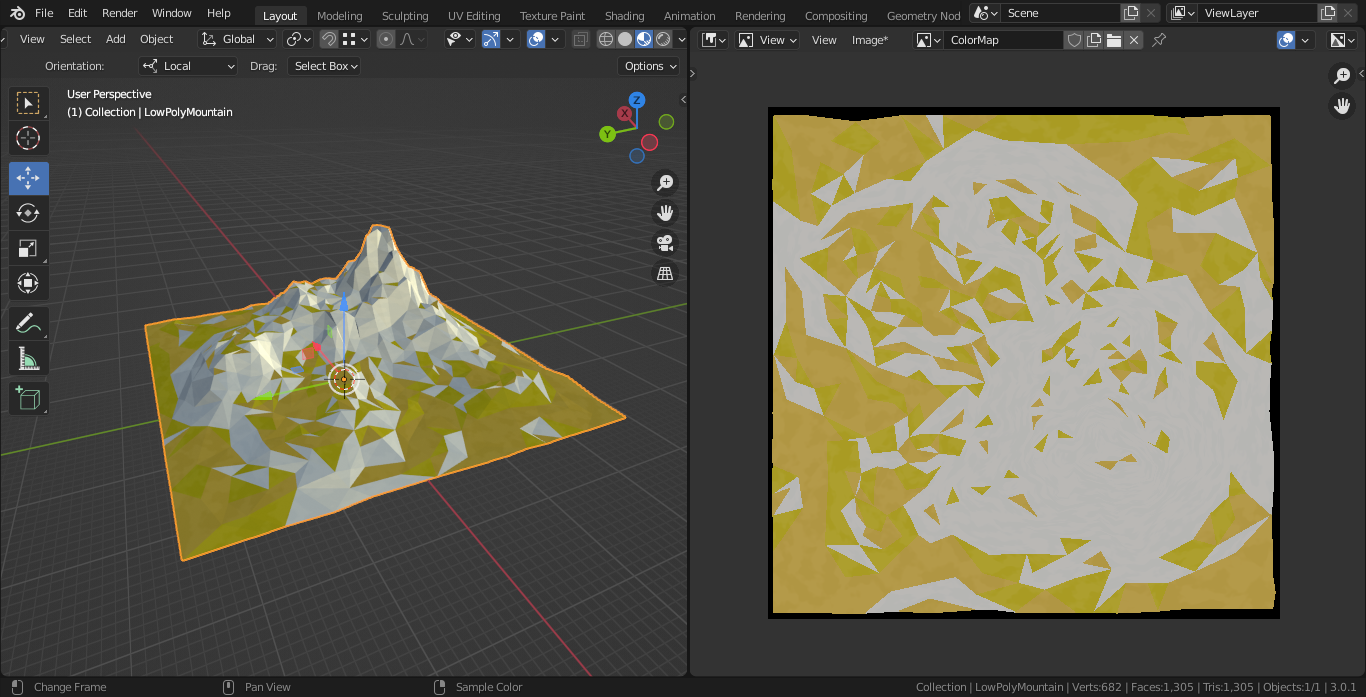 File Edit Render Window Help Layout Modeling Sculpting UV Editing Texture Paint Shading Animation Rendering Compositing Geometry Nod Scene ViewLayer
View Select Add Object Global View View Image* ColorMap
Orientation: Local Drag: Select Box Options
User Perspective
(1) Collection | LowPolyMountain
Z
X
Y
Change Frame Pan View Sample Color Collection | LowPolyMountain | Verts:682 | Faces:1,305 | Tris:1,305 | Objects:1/1 | 3.0.1